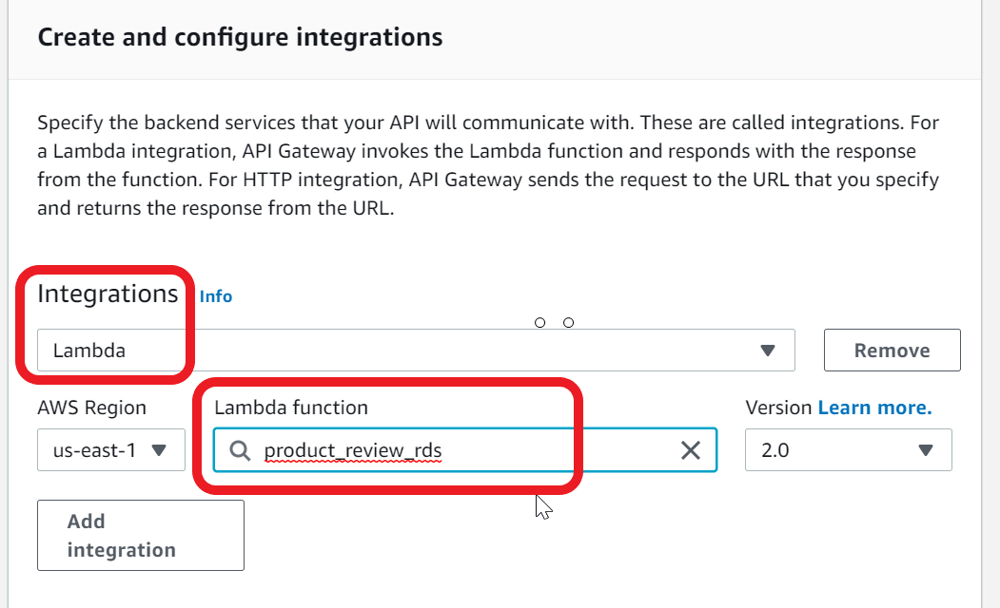 Create and configure integrations
Specify the backend services that your API will communicate with. These are called integrations. For
a Lambda integration, API Gateway invokes the Lambda function and responds with the response
from the function. For HTTP integration, API Gateway sends the request to the URL that you specify
and returns the response from the URL.
Integrations Info
Lambda
Remove
AWS Region
Lambda function
Version Learn more.
us-east-1
product_review_rds
2.0
Add
integration